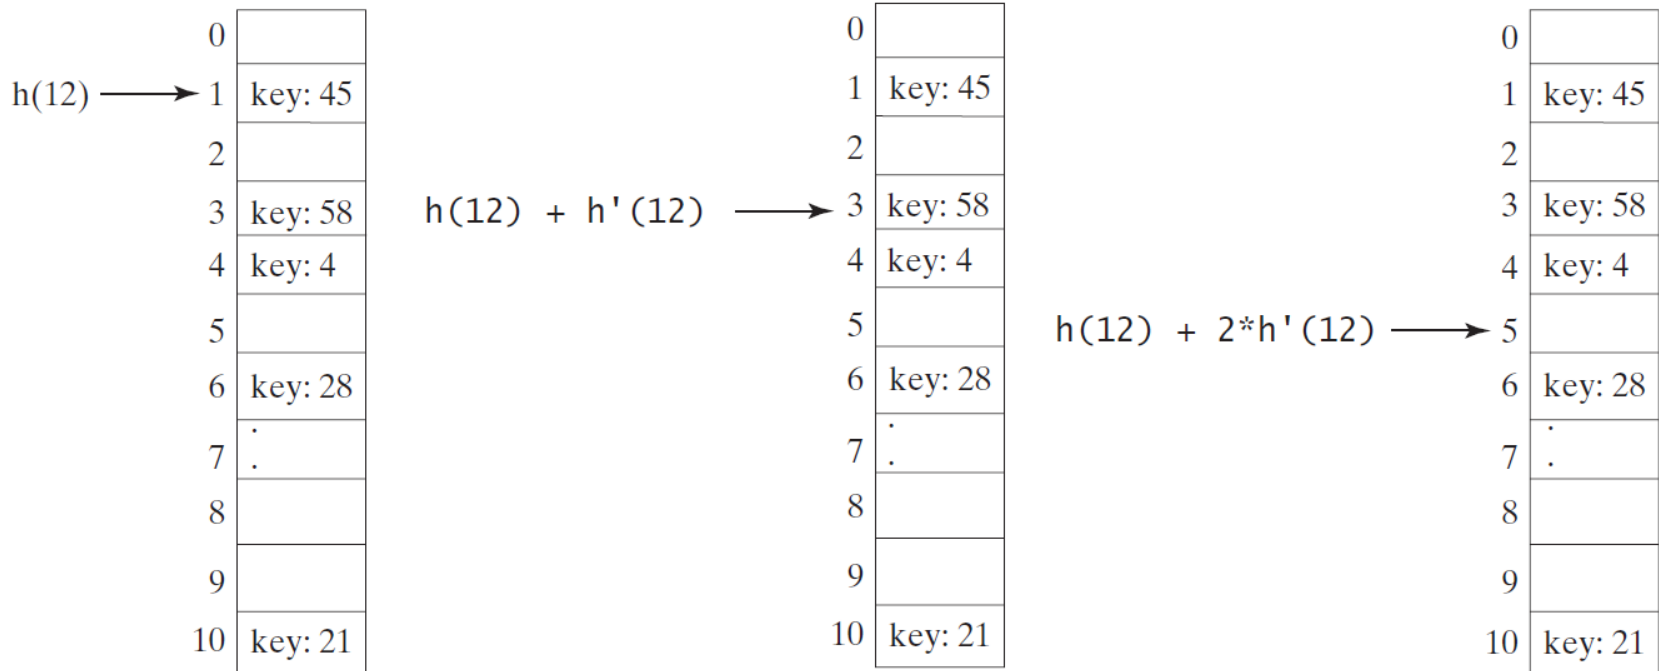 h(12)
0
1 key: 45
2
3 key: 58
4 key: 4
5
6 key: 28
7 :
8
9
10 key: 21
h(12) + h'(12)
0
1 key: 45
2
3 key: 58
4 key: 4
5
6 key: 28
7 :
8
9
10 key: 21
h(12) + 2*h'(12)
0
1 key: 45
2
3 key: 58
4 key: 4
5
6 key: 28
7 :
8
9
10 key: 21